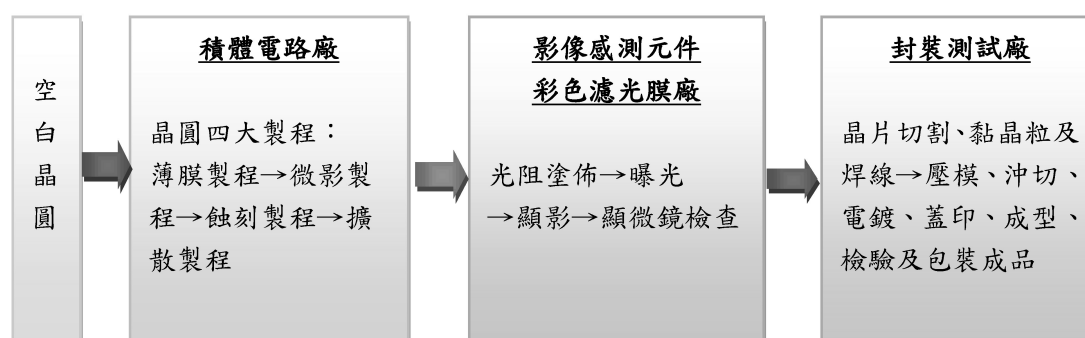 空
白
晶
圓
積體電路廠
晶圓四大製程：
薄膜製程→微影製
程→蝕刻製程→擴
散製程
影像感測元件
彩色濾光膜廠
光阻塗佈→曝光
→顯影→顯微鏡檢查
封裝測試廠
晶片切割、黏晶粒及
焊線→壓模、沖切、
電鍍、蓋印、成型、
檢驗及包裝成品